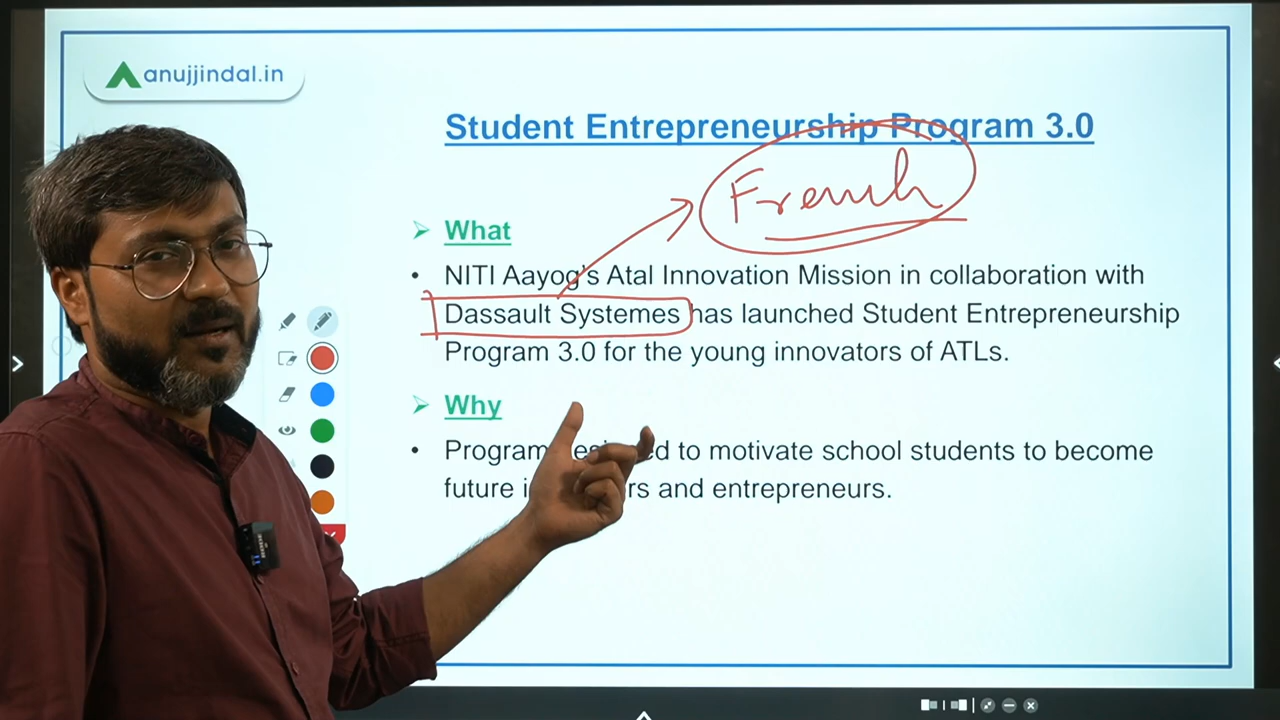 anujjindal.in
Student Entrepreneurship Program 3.0
French
What
NITI Aayog's Atal Innovation Mission in collaboration with
Dassault Systemes has launched Student Entrepreneurship
Program 3.0 for the young innovators of ATLs.
Why
Program to motivate school students to become
future and entrepreneurs.